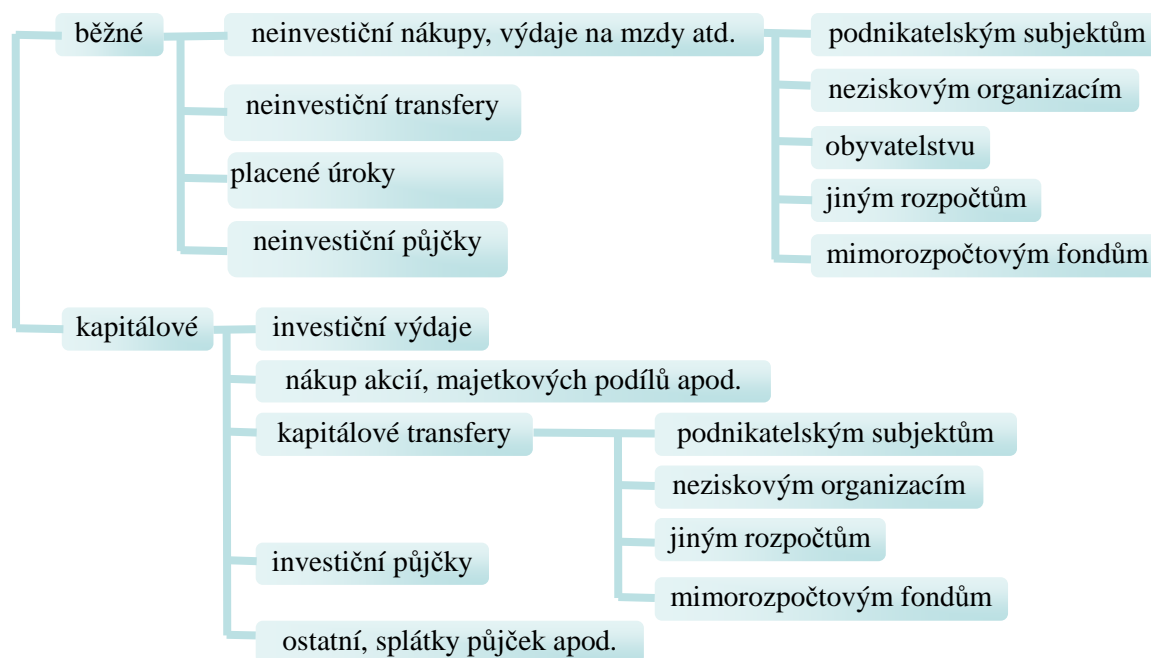 běžné
neinvestiční nákupy, výdaje na mzdy atd.
podnikatelským subjektům
neziskovým organizacím
neinvestiční transfery
obyvatelstvu
placené úroky
jiným rozpočtům
neinvestiční půjčky
mimorozpočtovým fondům
kapitálové
investiční výdaje
nákup akcií, majetkových podílů apod.
kapitálové transfery
podnikatelským subjektům
neziskovým organizacím
jiným rozpočtům
investiční půjčky
mimorozpočtovým fondům
ostatní, splátky půjček apod.